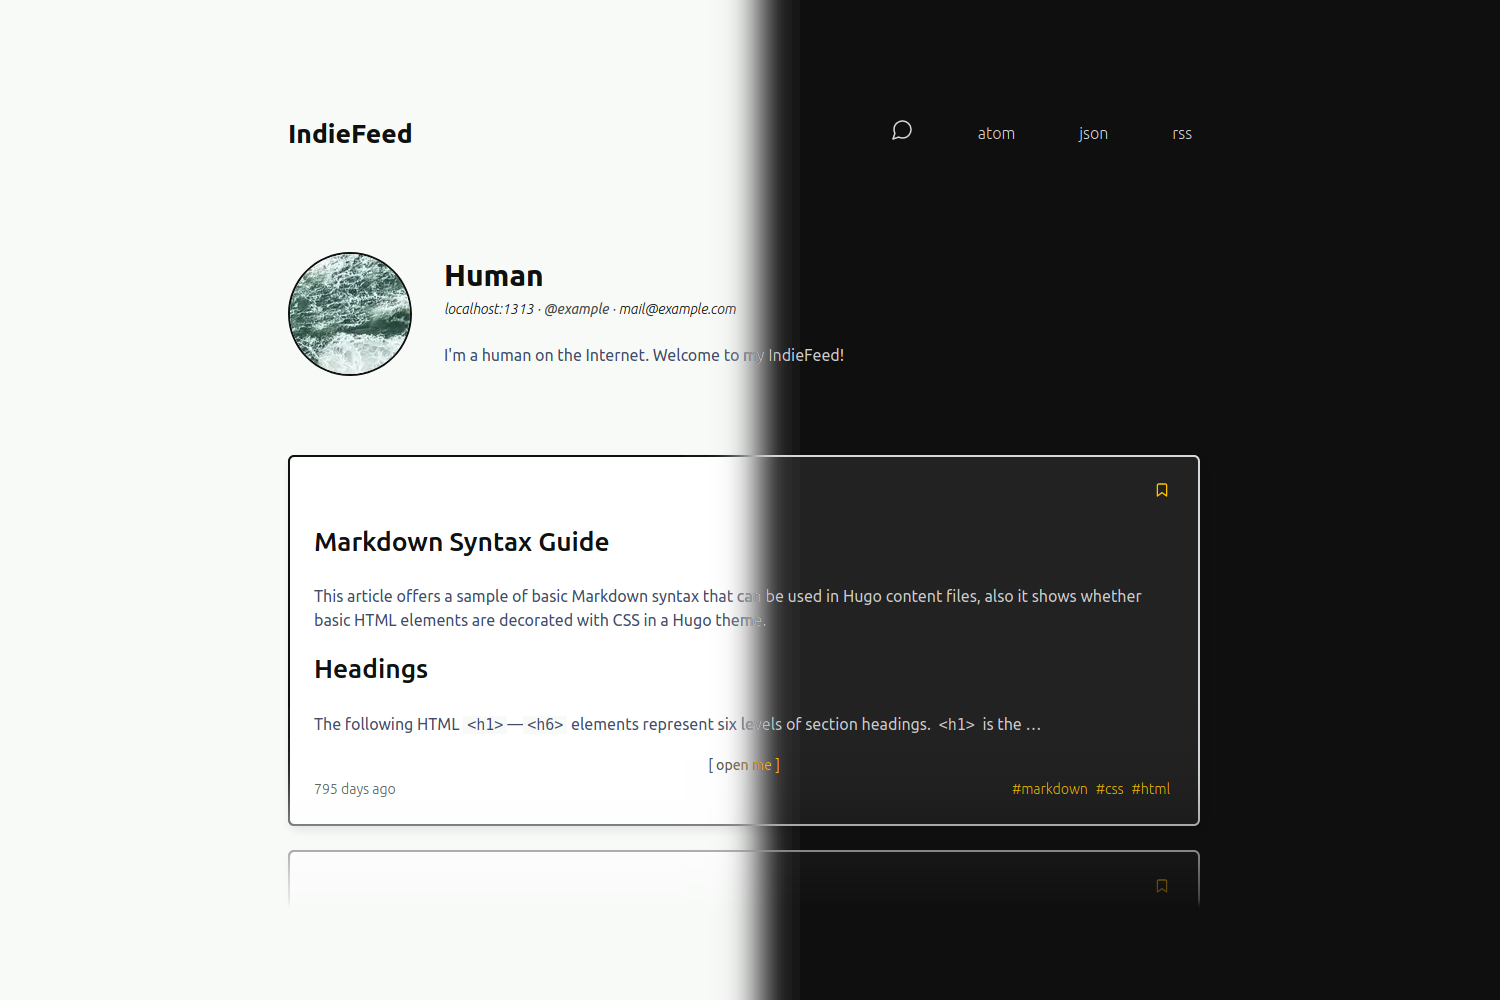 IndieFeed
atom json rss
Human
localhost:1313 · @example · mail@example.com
I'm a human on the Internet. Welcome to my IndieFeed!
Markdown Syntax Guide
This article offers a sample of basic Markdown syntax that can be used in Hugo content files, also it shows whether
basic HTML elements are decorated with CSS in a Hugo theme.
Headings
The following HTML <h1>—<h6> elements represent six levels of section headings. <h1> is the …
[ open me ]
795 days ago #markdown #css #html